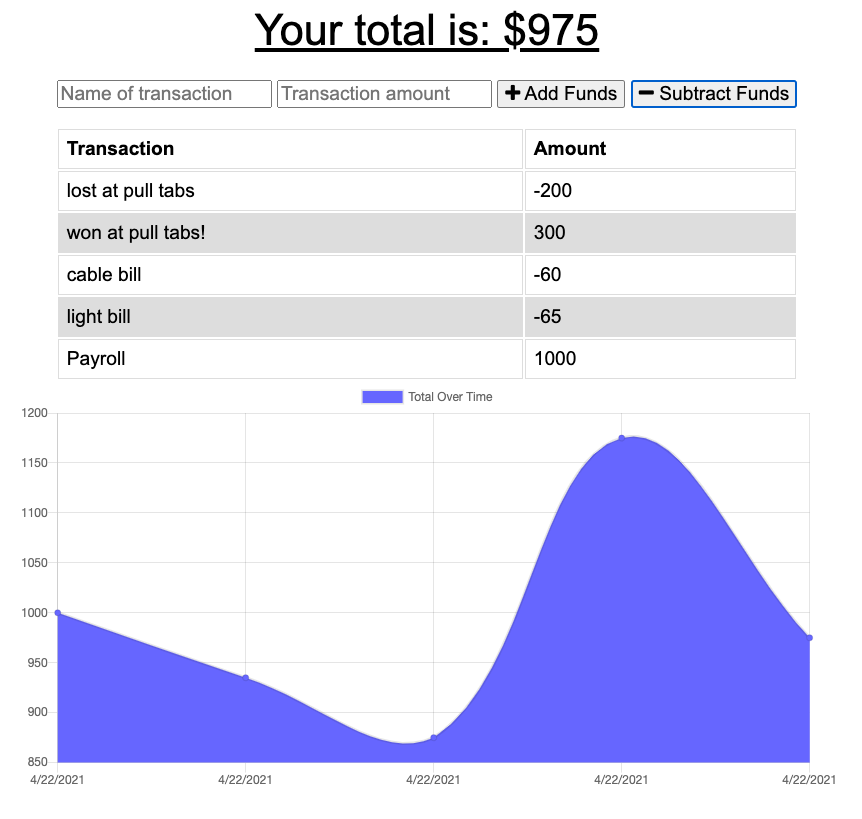 Your total is: $975
Name of transaction Transaction amount + Add Funds − Subtract Funds
Transaction Amount
lost at pull tabs -200
won at pull tabs! 300
cable bill -60
light bill -65
Payroll 1000
Total Over Time
1200
1150
1100
1050
1000
950
900
850
4/22/2021 4/22/2021 4/22/2021 4/22/2021 4/22/2021